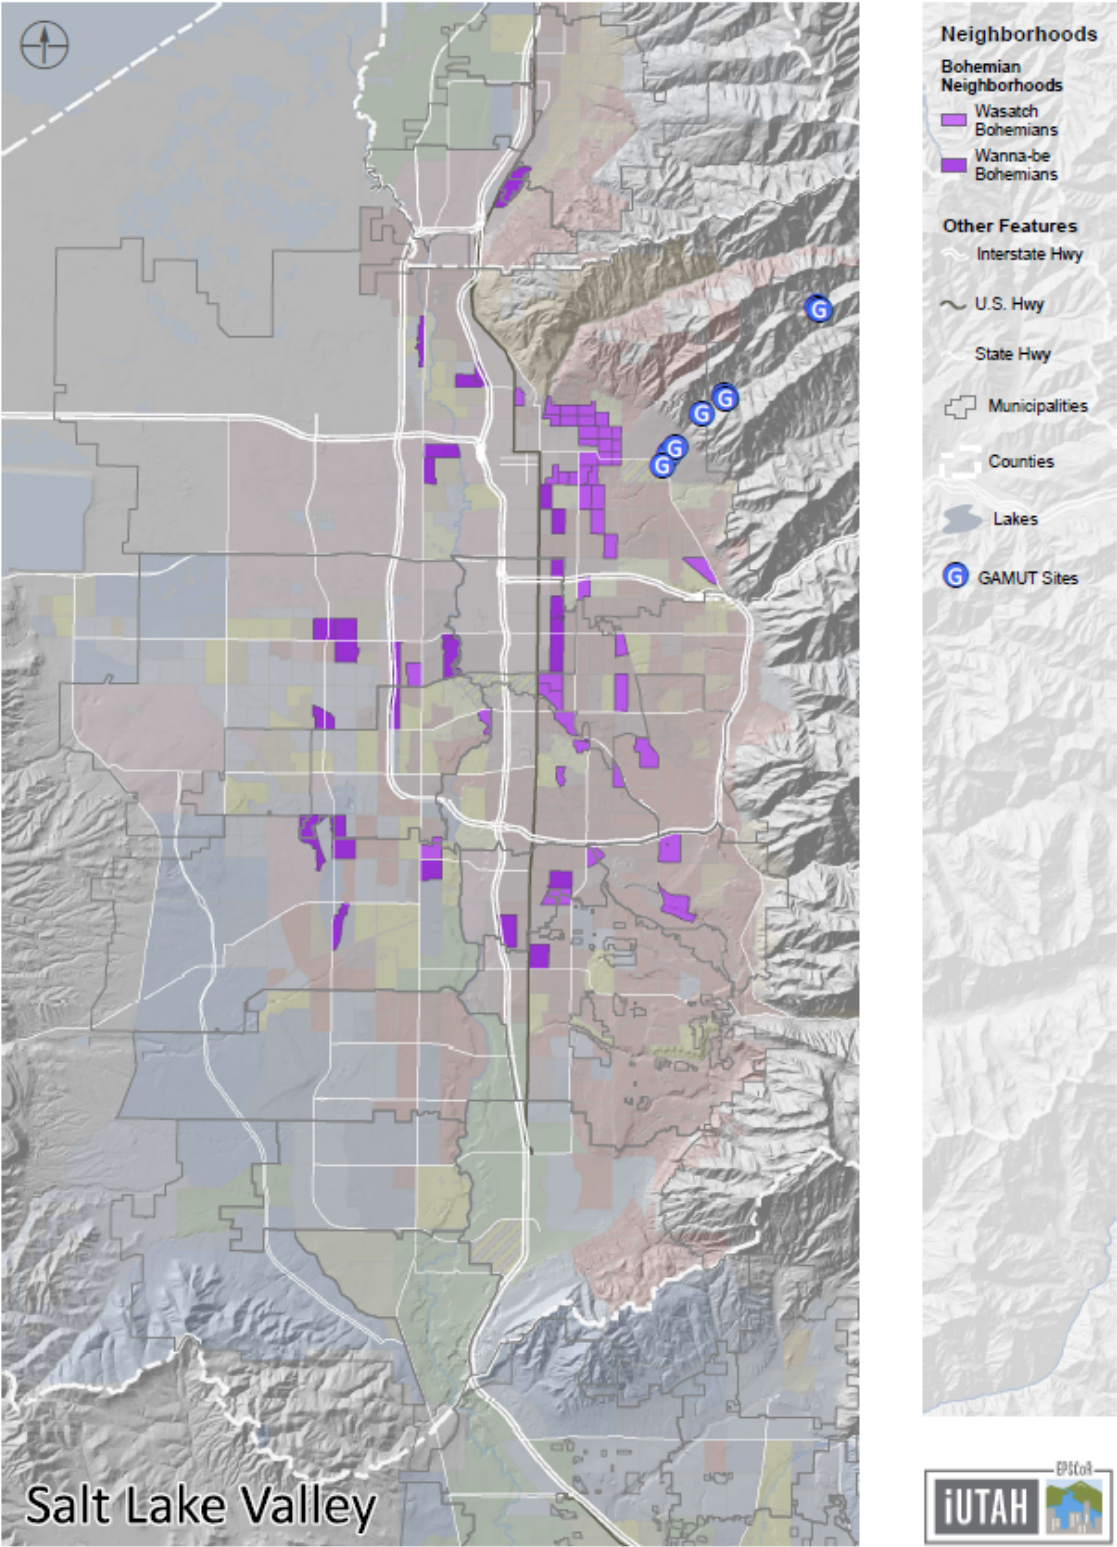 Neighborhoods
Bohemian
Neighborhoods
Wasatch
Bohemians
Wanna-be
Bohemians
Other Features
Interstate Hwy
U.S. Hwy
State Hwy
Municipalities
Counties
Lakes
G GAMUT Sites
G
G
G
G
G
Salt Lake Valley
EPSCoR
iUTAH